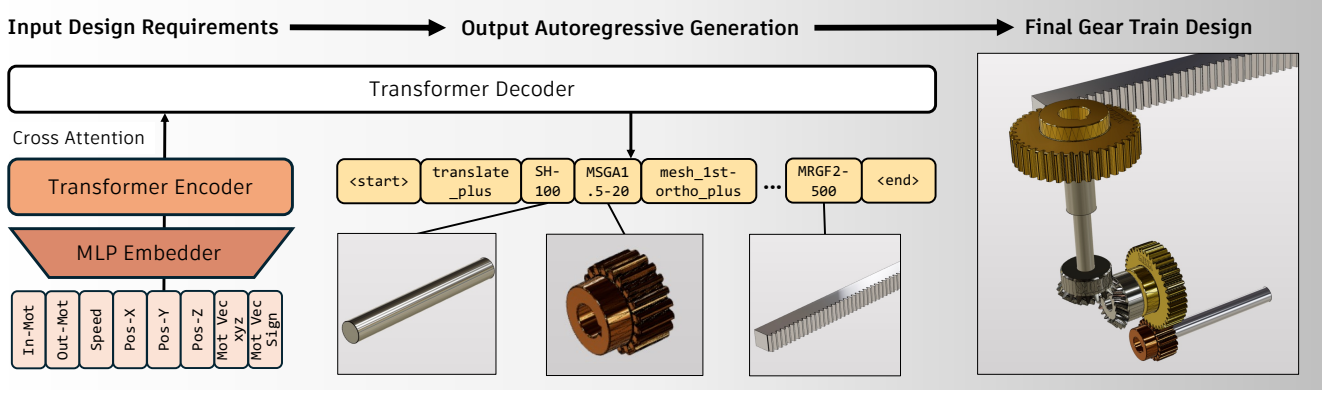 Input Design Requirements
Output Autoregressive Generation
Final Gear Train Design
Transformer Decoder
Cross Attention
Transformer Encoder
MLP Embedder
In-Mot
Out-Mot
Speed
Pos-X
Pos-Y
Pos-Z
Mot Vec
xyz
Mot Vec
Sign
<start>
translate
_plus
SH-
100
MSGA1
.5-20
mesh_1st-
ortho_plus
...
MRGF2-
500
<end>